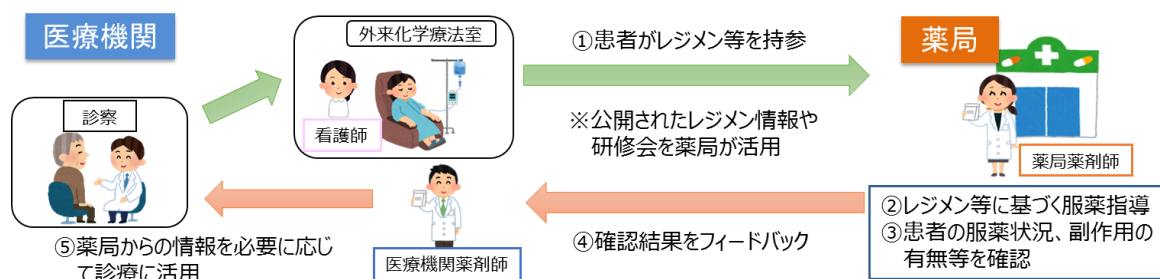 医療機関
外来化学療法室
看護師
診察
①患者がレジメン等を持参
※公開されたレジメン情報や
研修会を薬局が活用
薬局
薬局薬剤師
②レジメン等に基づく服薬指導
③患者の服薬状況、副作用の
有無等を確認
④確認結果をフィードバック
医療機関薬剤師
⑤薬局からの情報を必要に応じ
て診療に活用